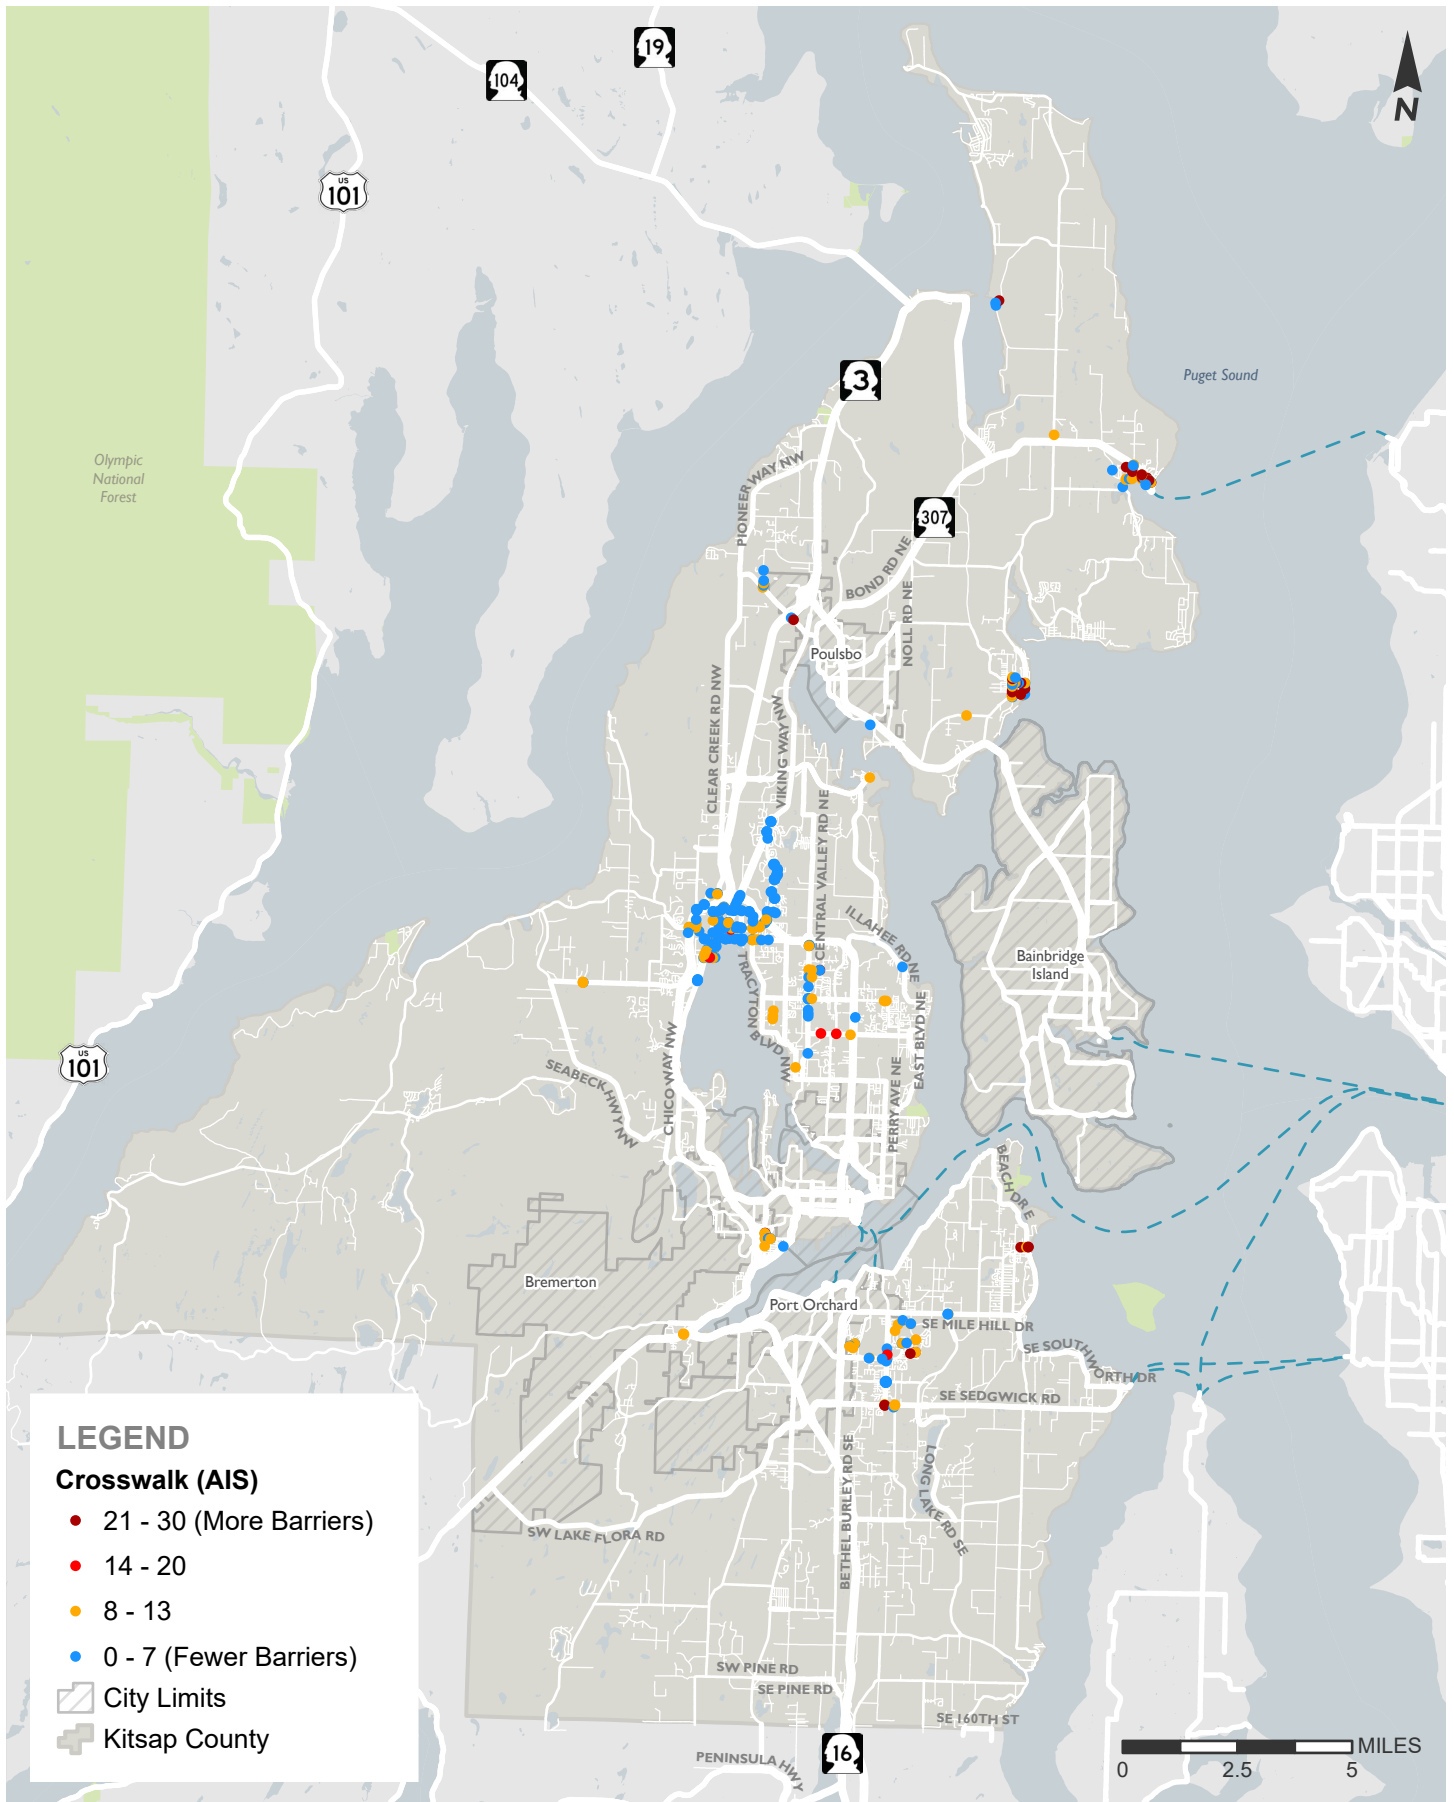 19
104
N
US
101
3
Puget Sound
Olympic
National
Forest
PIONEER WAY NW
307
BOND RD NE
NOLL RD NE
Poulsbo
CLEAR CREEK RD NW
VIKING WAY NW
CENTRAL VALLEY RD NE
ILLAHEE RD NE
Bainbridge
Island
TRACYTON BLVD NW
EAST BLVD NE
US
101
CHICO WAY NW
SEABECK HWY NW
PERRY AVE NE
BEACH DR E
Bremerton
Port Orchard
SE MILE HILL DR
SE SOUTHWORTH DR
SE SEDGWICK RD
BETHEL BURLEY RD SE
LONG LAKE RD SE
SW LAKE FLORA RD
SW PINE RD
SE PINE RD
SE 160TH ST
16
PENINSULA HWY
LEGEND
Crosswalk (AIS)
21 - 30 (More Barriers)
14 - 20
8 - 13
0 - 7 (Fewer Barriers)
City Limits
Kitsap County
MILES
0 2.5 5